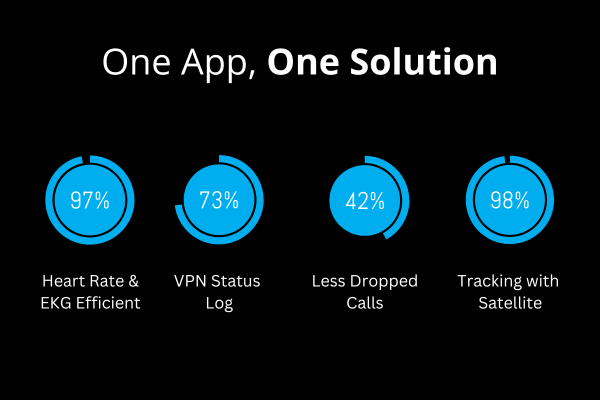 One App, One Solution
97%
73%
42%
98%
Heart Rate &
EKG Efficient
VPN Status
Log
Less Dropped
Calls
Tracking with
Satellite